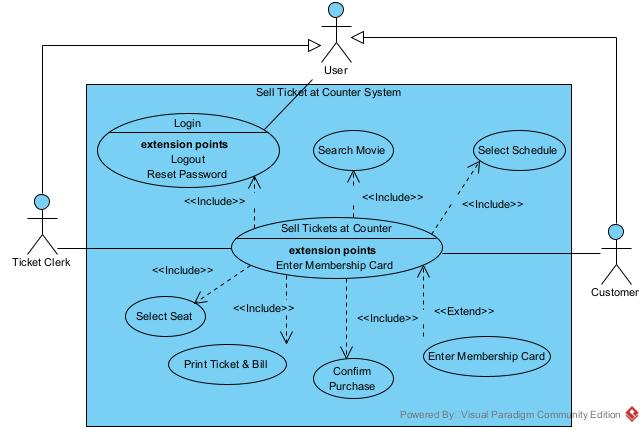 User
Sell Ticket at Counter System
Login
extension points
Logout
Reset Password
Search Movie
Select Schedule
<<Include>>
<<Include>>
<<Include>>
Sell Tickets at Counter
extension points
Enter Membership Card
Ticket Clerk
Customer
<<Include>>
Select Seat
<<Include>>
<<Include>>
<<Extend>>
Print Ticket & Bill
Confirm
Purchase
Enter Membership Card
Powered By Visual Paradigm Community Edition